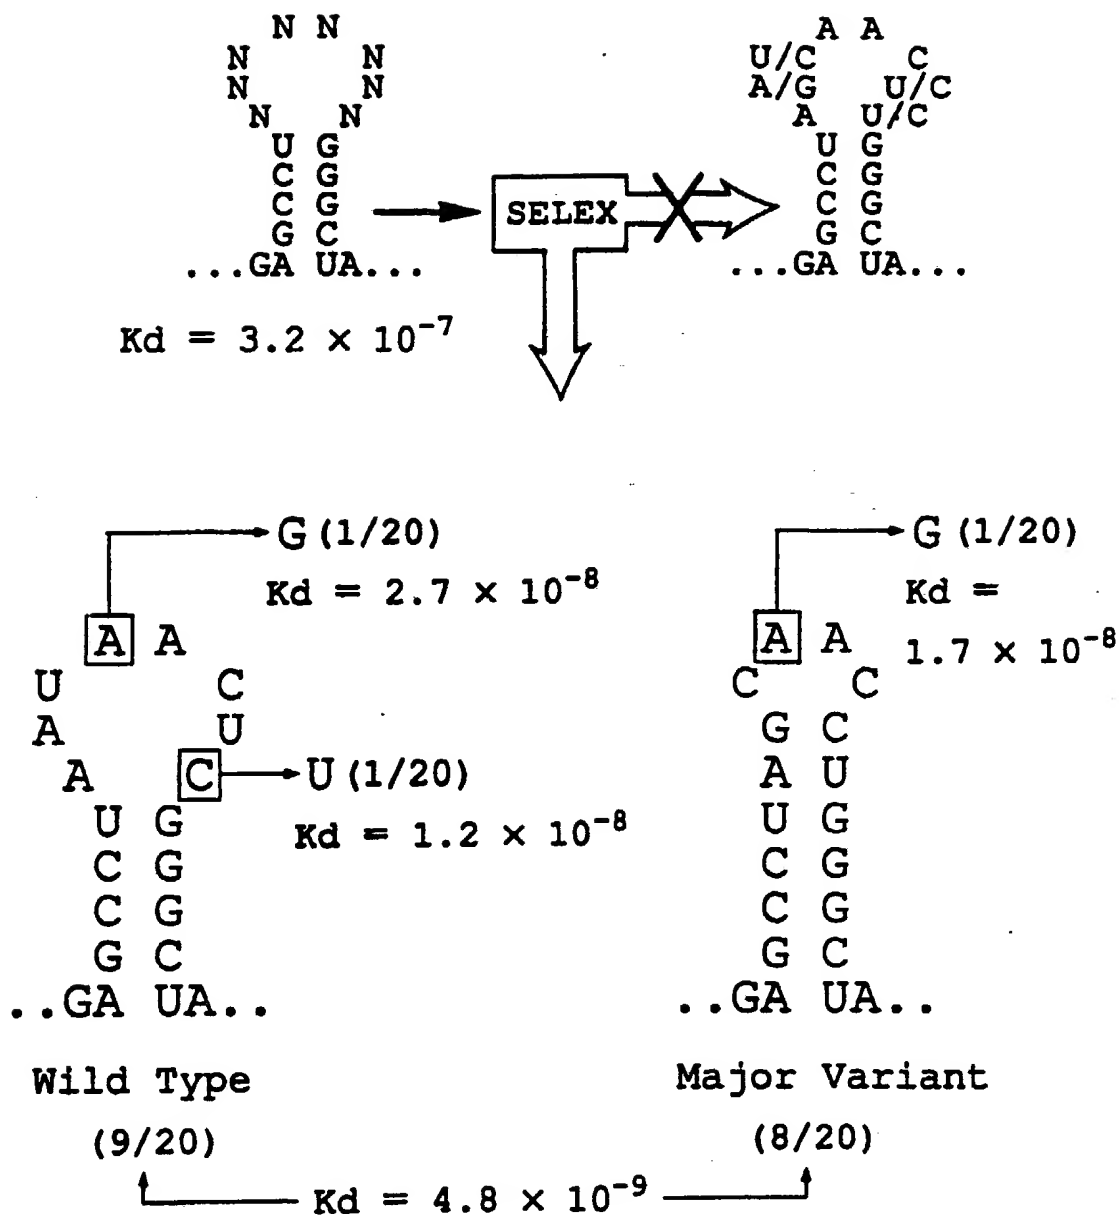 N N
N N
N N
N N
U G
C G
C G
G C
...GA UA...
Kd = 3.2 × 10⁻⁷
SELEX
A A
U/C C
A/G U/C
A U/C
U G
C G
C G
G C
...GA UA...
G (1/20)
Kd = 2.7 × 10⁻⁸
A A
U C
A U
A C
U (1/20)
Kd = 1.2 × 10⁻⁸
U G
C G
C G
G C
..GA UA..
Wild Type
(9/20)
G (1/20)
Kd =
1.7 × 10⁻⁸
A A
C C
G C
A U
U G
C G
C G
G C
..GA UA..
Major Variant
(8/20)
Kd = 4.8 × 10⁻⁹